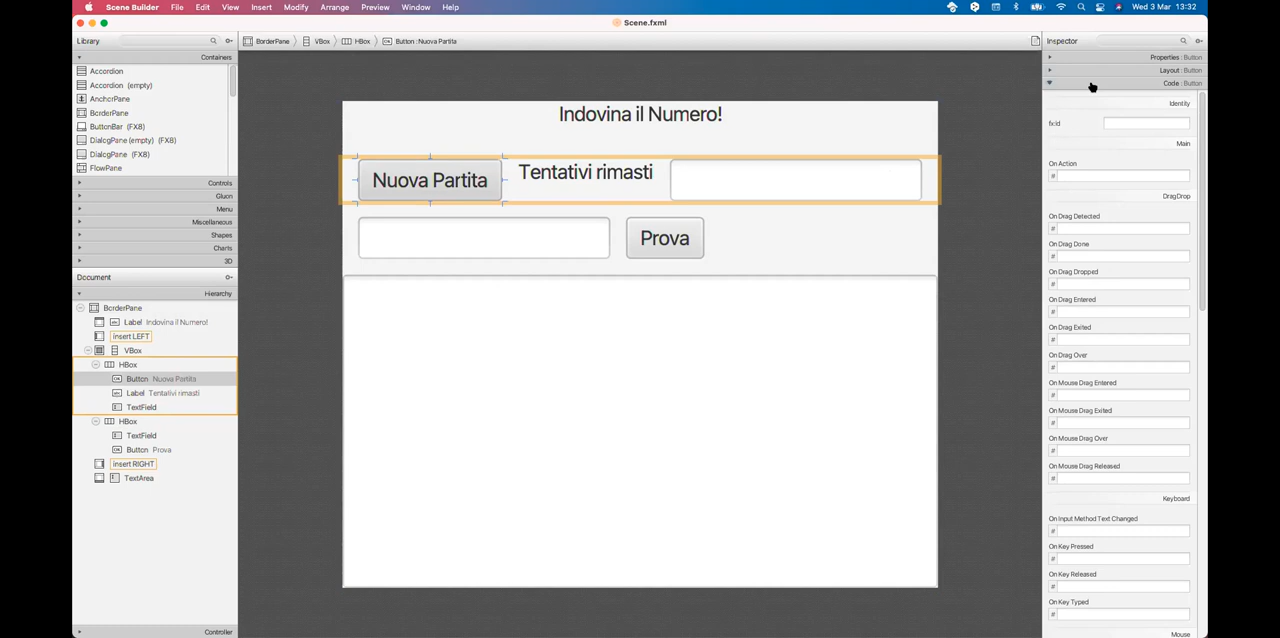 Scene Builder File Edit View Insert Modify Arrange Preview Window Help Wed 3 Mar 13:32
Scene.fxml
Library
BorderPane VBox HBox Button : Nuova Partita
Inspector
Containers
Accordion
Accordion (empty)
AnchorPane
BorderPane
ButtonBar (FX8)
DialogPane (empty) (FX8)
DialogPane (FX8)
FlowPane
Controls
Gluon
Menu
Miscellaneous
Shapes
Charts
3D
Document
Hierarchy
BorderPane
Label Indovina il Numero!
insert LEFT
VBox
HBox
Button Nuova Partita
Label Tentativi rimasti
TextField
HBox
TextField
Button Prova
insert RIGHT
TextArea
Controller
Indovina il Numero!
Nuova Partita Tentativi rimasti
Prova
Properties : Button
Layout : Button
Code : Button
Identity
fx:id
Main
On Action
#
DragDrop
On Drag Detected
#
On Drag Done
#
On Drag Dropped
#
On Drag Entered
#
On Drag Exited
#
On Drag Over
#
On Mouse Drag Entered
#
On Mouse Drag Exited
#
On Mouse Drag Over
#
On Mouse Drag Released
#
Keyboard
On Input Method Text Changed
#
On Key Pressed
#
On Key Released
#
On Key Typed
#
Mouse